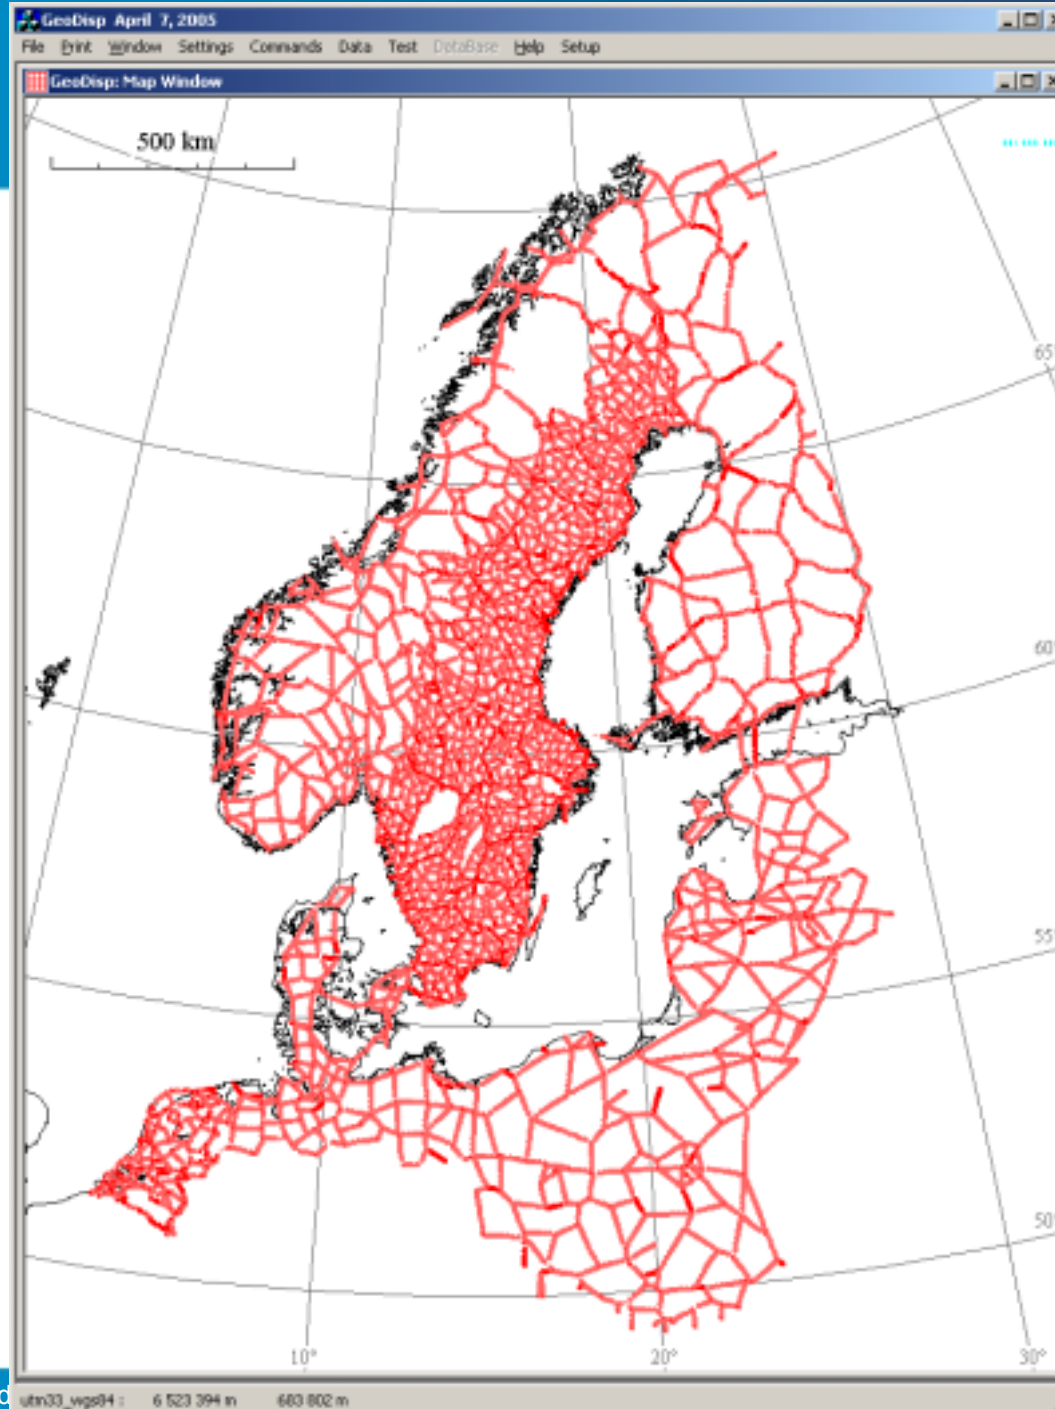 GeoDisp April 7, 2005
File Print Window Settings Commands Data Test DataBase Help Setup
GeoDisp: Map Window
500 km
65°
60°
55°
50°
10° 20° 30°
utm33_wgs84 : 6 523 394 m 683 802 m